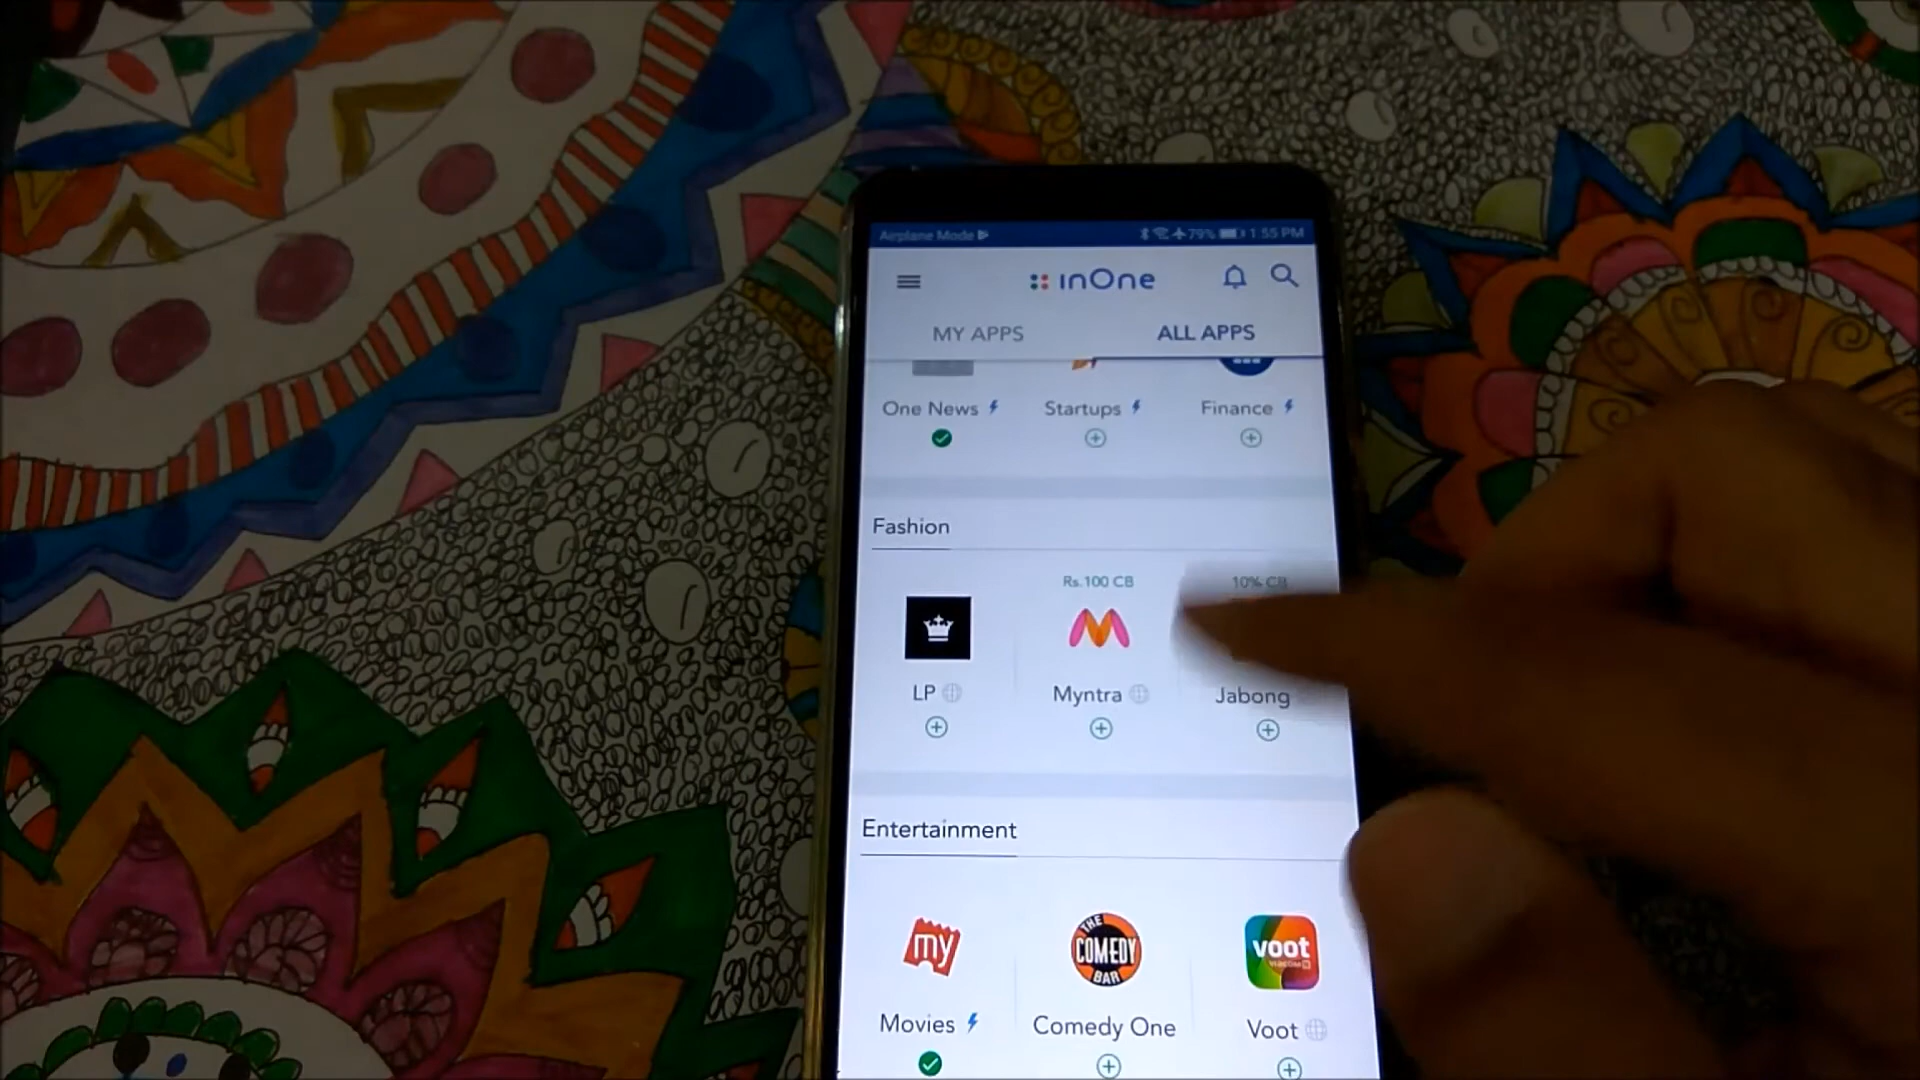 Airplane Mode 79% 1:55 PM
inOne
MY APPS ALL APPS
One News Startups Finance
Fashion
Rs.100 CB 10% CB
LP Myntra Jabong
Entertainment
my THE COMEDY BAR voot VIACOM
Movies Comedy One Voot